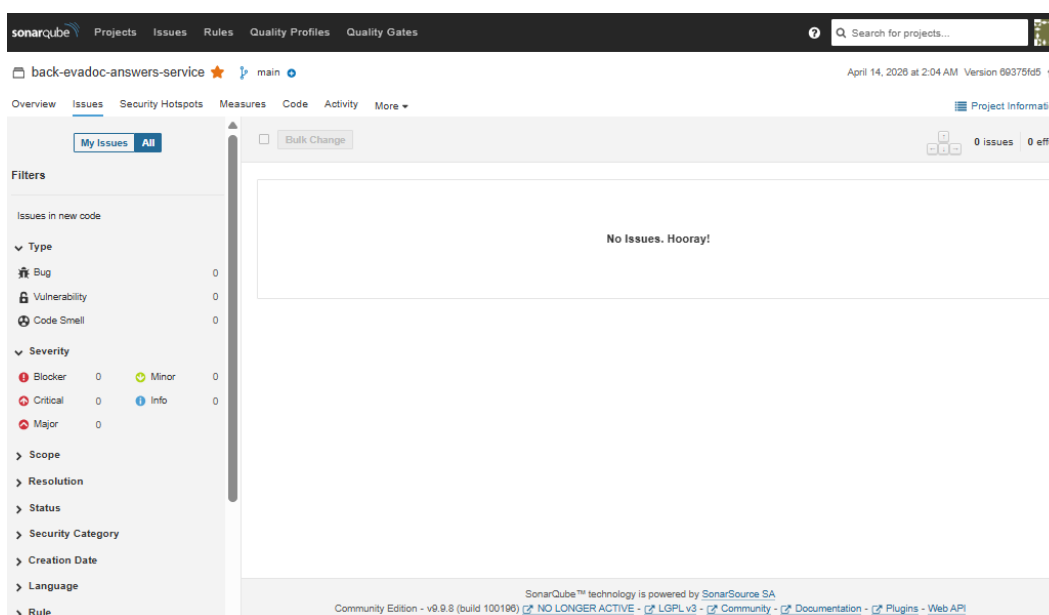 sonarqube Projects Issues Rules Quality Profiles Quality Gates ? Search for projects...
back-evadoc-answers-service main April 14, 2026 at 2:04 AM Version 69375fd5
Overview Issues Security Hotspots Measures Code Activity More Project
My Issues All
Bulk Change
0 issues 0
Filters
Issues in new code
No Issues. Hooray!
Type
Bug 0
Vulnerability 0
Code Smell 0
Severity
Blocker 0 Minor 0
Critical 0 Info 0
Major 0
Scope
Resolution
Status
Security Category
Creation Date
Language
Rule
SonarQube™ technology is powered by SonarSource SA
Community Edition - v9.9.8 (build 100196) NO LONGER ACTIVE - LGPL v3 - Community - Documentation - Plugins - Web API